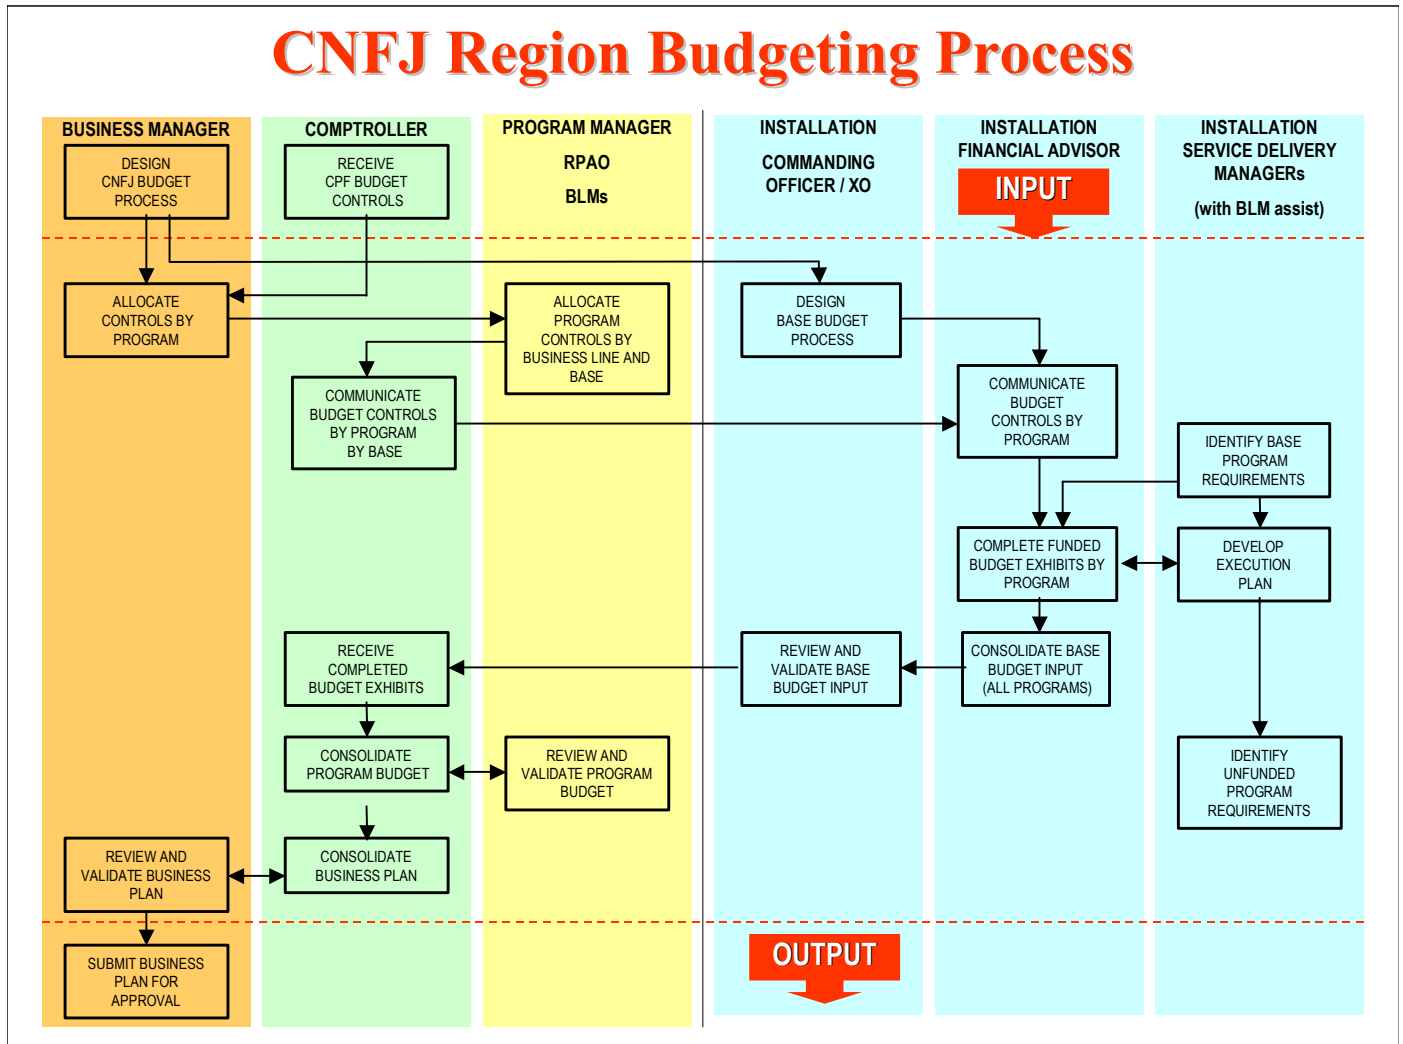 CNFJ Region Budgeting Process
BUSINESS MANAGER
COMPTROLLER
PROGRAM MANAGER
RPAO
BLMs
INSTALLATION
COMMANDING
OFFICER / XO
INSTALLATION
FINANCIAL ADVISOR
INPUT
INSTALLATION
SERVICE DELIVERY
MANAGERs
(with BLM assist)
DESIGN
CNFJ BUDGET
PROCESS
RECEIVE
CPF BUDGET
CONTROLS
ALLOCATE
CONTROLS BY
PROGRAM
ALLOCATE
PROGRAM
CONTROLS BY
BUSINESS LINE AND
BASE
DESIGN
BASE BUDGET
PROCESS
COMMUNICATE
BUDGET CONTROLS
BY PROGRAM
BY BASE
COMMUNICATE
BUDGET
CONTROLS BY
PROGRAM
IDENTIFY BASE
PROGRAM
REQUIREMENTS
COMPLETE FUNDED
BUDGET EXHIBITS BY
PROGRAM
DEVELOP
EXECUTION
PLAN
RECEIVE
COMPLETED
BUDGET EXHIBITS
REVIEW AND
VALIDATE BASE
BUDGET INPUT
CONSOLIDATE BASE
BUDGET INPUT
(ALL PROGRAMS)
CONSOLIDATE
PROGRAM BUDGET
REVIEW AND
VALIDATE PROGRAM
BUDGET
IDENTIFY
UNFUNDED
PROGRAM
REQUIREMENTS
REVIEW AND
VALIDATE BUSINESS
PLAN
CONSOLIDATE
BUSINESS PLAN
SUBMIT BUSINESS
PLAN FOR
APPROVAL
OUTPUT